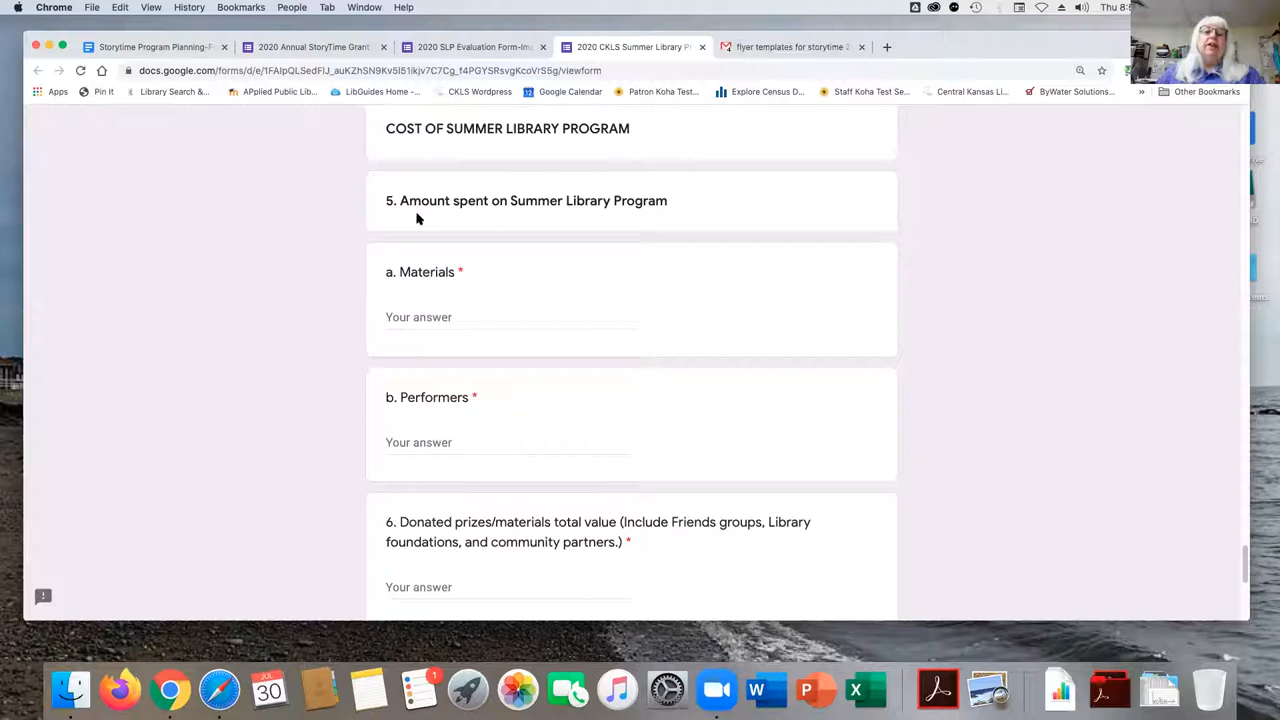 Chrome File Edit View History Bookmarks People Tab Window Help
Storytime Program Planning-F
2020 Annual StoryTime Grant
2020 SLP Evaluation Form-Ima
2020 CKLS Summer Library Pr
flyer templates for storytime 2
docs.google.com/forms/d/e/
/viewform
Apps Pin It Library Search &... APplied Public Lib... LibGuides Home -... CKLS Wordpress Google Calendar Patron Koha Test... Explore Census D... Staff Koha Test Se... Central Kansas Li... ByWater Solutions... » Other Bookmarks
COST OF SUMMER LIBRARY PROGRAM
5. Amount spent on Summer Library Program
a. Materials *
Your answer
b. Performers *
Your answer
6. Donated prizes/materials total value (Include Friends groups, Library
foundations, and community partners.) *
Your answer
JUL
30
1